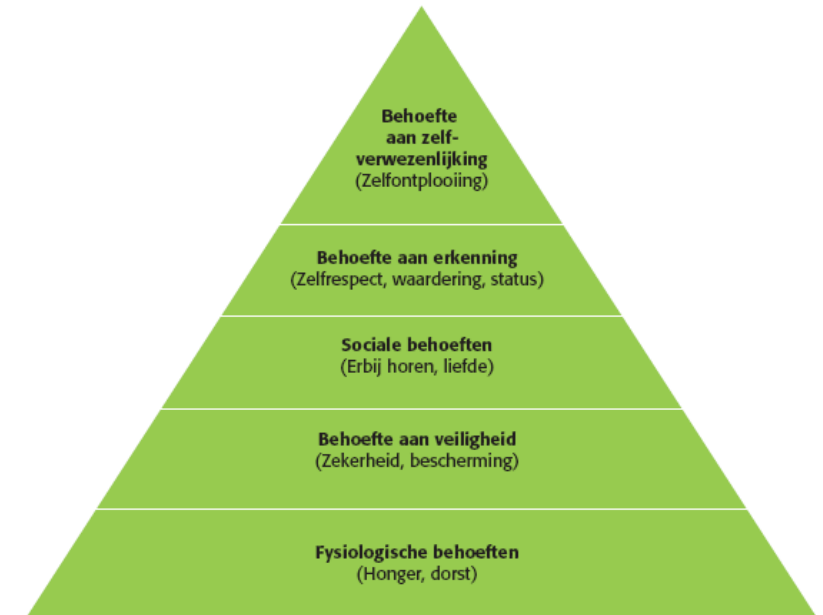 Behoefte
aan zelf-
verwezenlijking
(Zelfontplooiing)
Behoefte aan erkenning
(Zelfrespect, waardering, status)
Sociale behoeften
(Erbij horen, liefde)
Behoefte aan veiligheid
(Zekerheid, bescherming)
Fysiologische behoeften
(Honger, dorst)